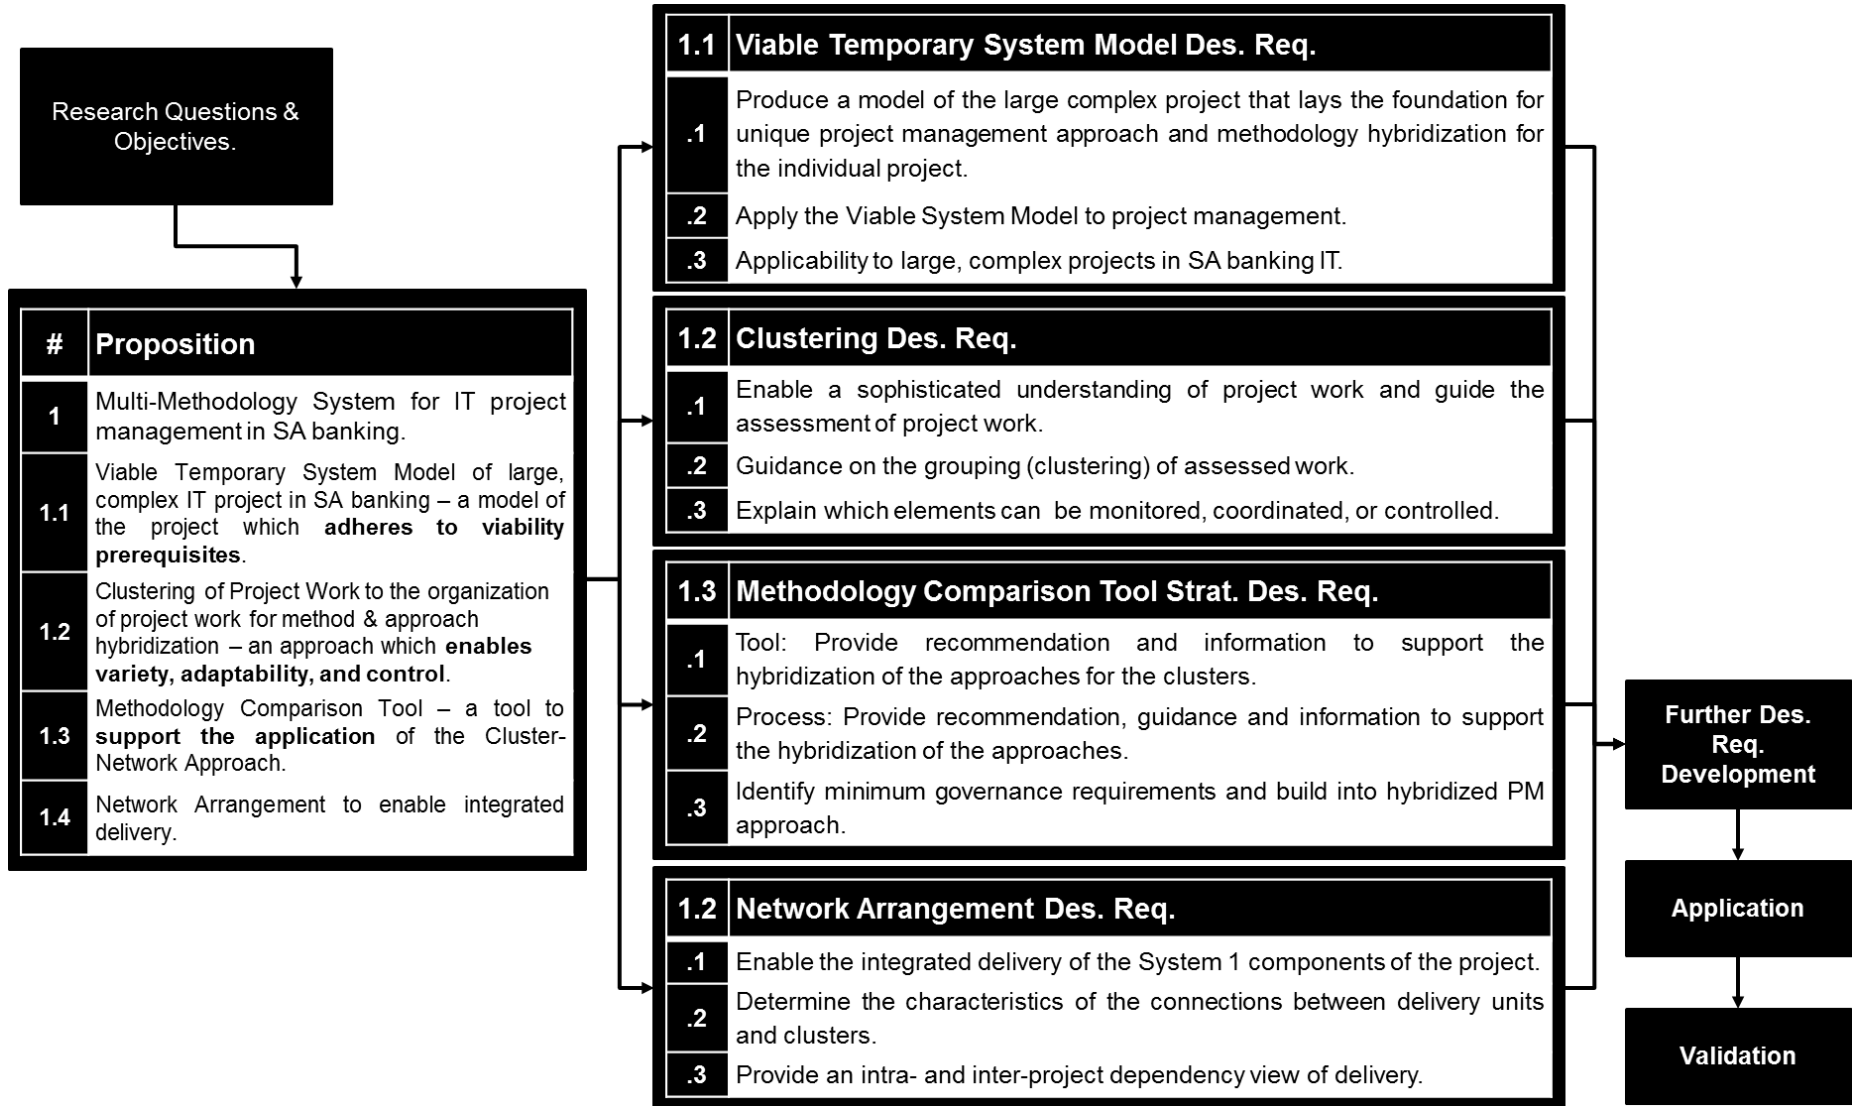 Research Questions &
Objectives.
# Proposition
1 Multi-Methodology System for IT project
management in SA banking.
1.1 Viable Temporary System Model of large,
complex IT project in SA banking – a model of
the project which adheres to viability
prerequisites.
1.2 Clustering of Project Work to the organization
of project work for method & approach
hybridization – an approach which enables
variety, adaptability, and control.
1.3 Methodology Comparison Tool – a tool to
support the application of the Cluster-
Network Approach.
1.4 Network Arrangement to enable integrated
delivery.
1.1 Viable Temporary System Model Des. Req.
.1 Produce a model of the large complex project that lays the foundation for
unique project management approach and methodology hybridization for
the individual project.
.2 Apply the Viable System Model to project management.
.3 Applicability to large, complex projects in SA banking IT.
1.2 Clustering Des. Req.
.1 Enable a sophisticated understanding of project work and guide the
assessment of project work.
.2 Guidance on the grouping (clustering) of assessed work.
.3 Explain which elements can be monitored, coordinated, or controlled.
1.3 Methodology Comparison Tool Strat. Des. Req.
.1 Tool: Provide recommendation and information to support the
hybridization of the approaches for the clusters.
.2 Process: Provide recommendation, guidance and information to support
the hybridization of the approaches.
.3 Identify minimum governance requirements and build into hybridized PM
approach.
1.2 Network Arrangement Des. Req.
.1 Enable the integrated delivery of the System 1 components of the project.
.2 Determine the characteristics of the connections between delivery units
and clusters.
.3 Provide an intra- and inter-project dependency view of delivery.
Further Des.
Req.
Development
Application
Validation